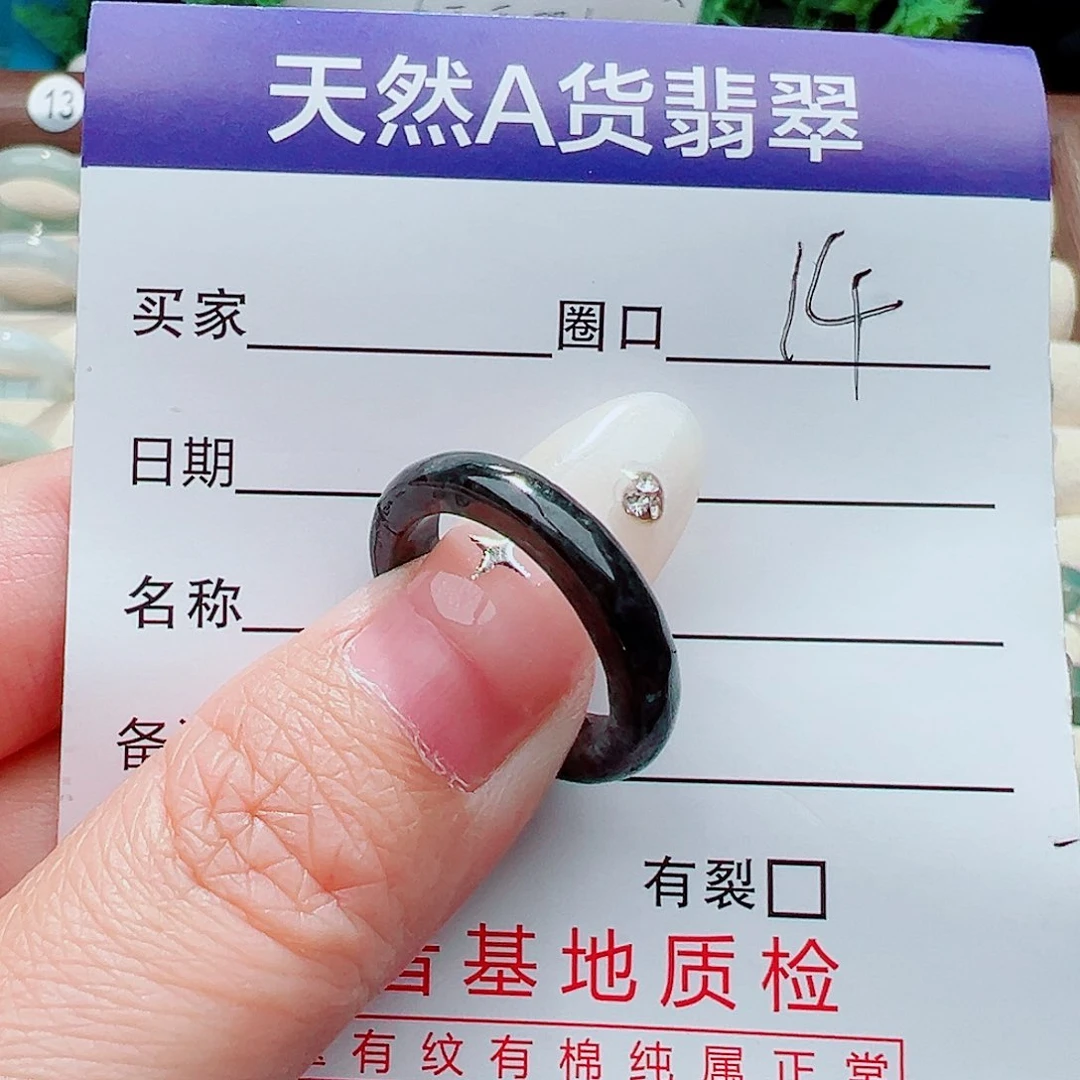 天然A货翡翠
13
买家 圈口 14
日期
名称
备
有裂
基地质检
有纹有棉纯属正常